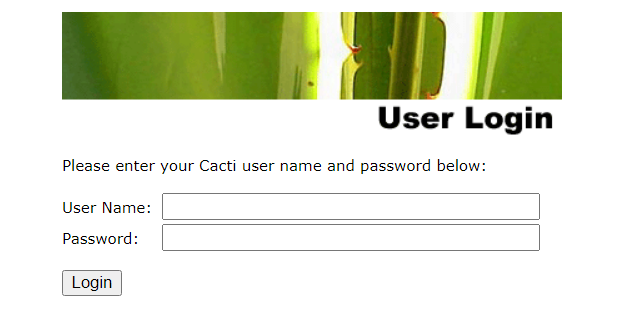 User Login
Please enter your Cacti user name and password below:
User Name:
Password:
Login